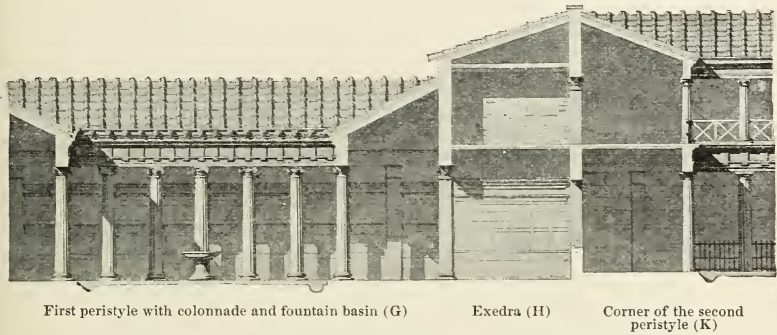 First peristyle with colonnade and fountain basin (G)
Exedra (H)
Corner of the second
peristyle (K)